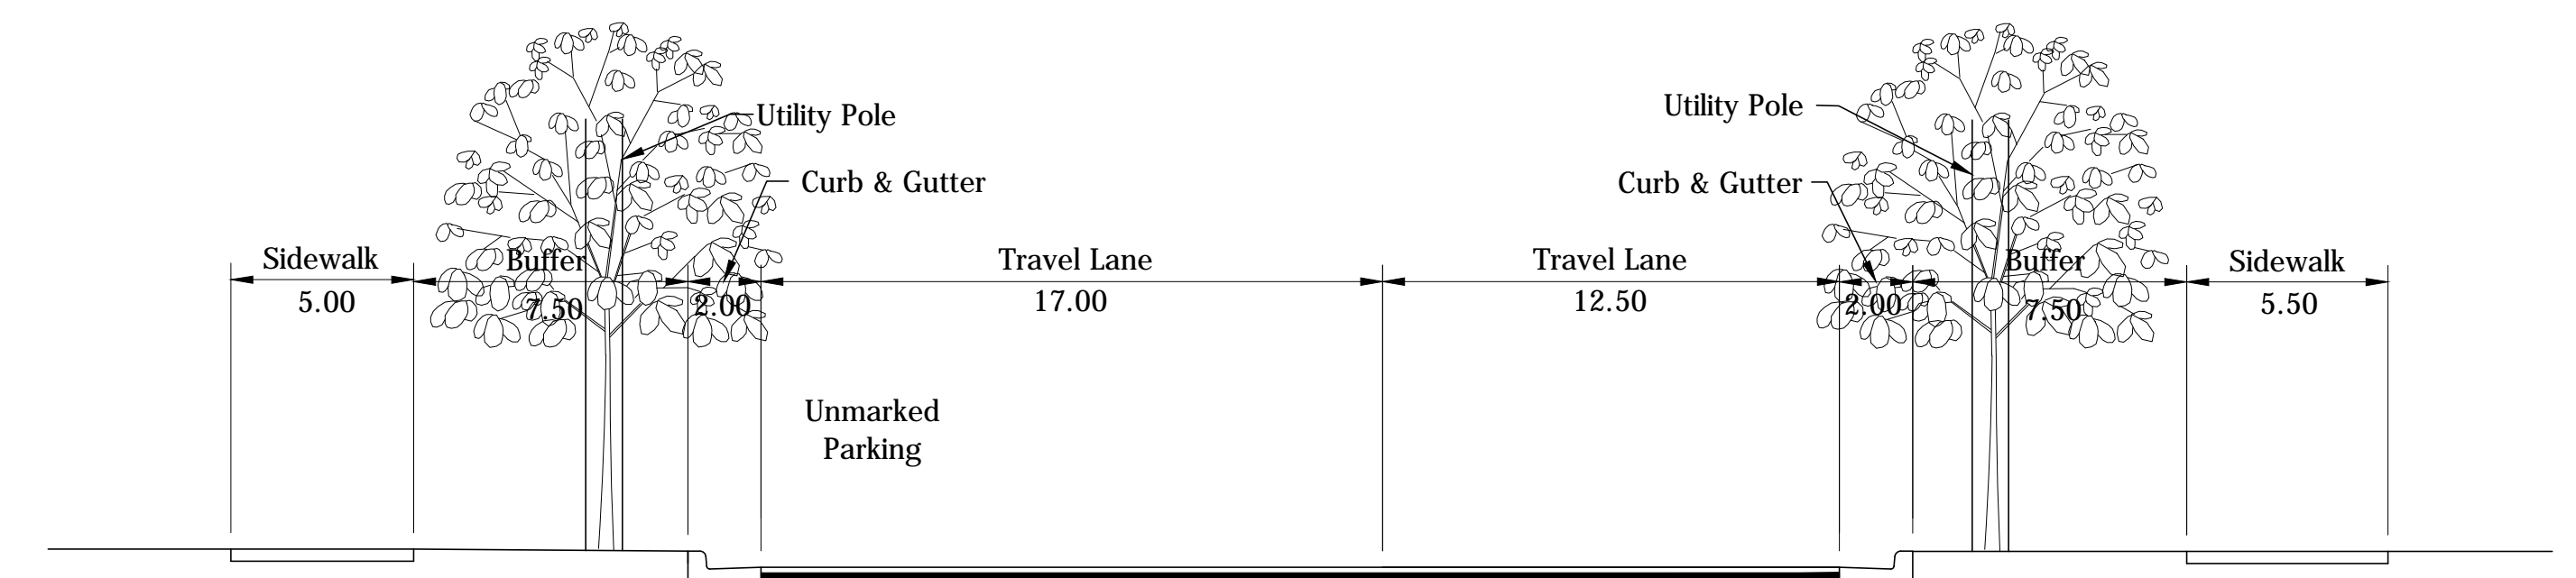 Utility Pole
Utility Pole
Curb & Gutter
Curb & Gutter
Sidewalk
Buffer
Travel Lane
Travel Lane
Buffer
Sidewalk
5.00
7.50
2.00
17.00
12.50
2.00
7.50
5.50
Unmarked
Parking